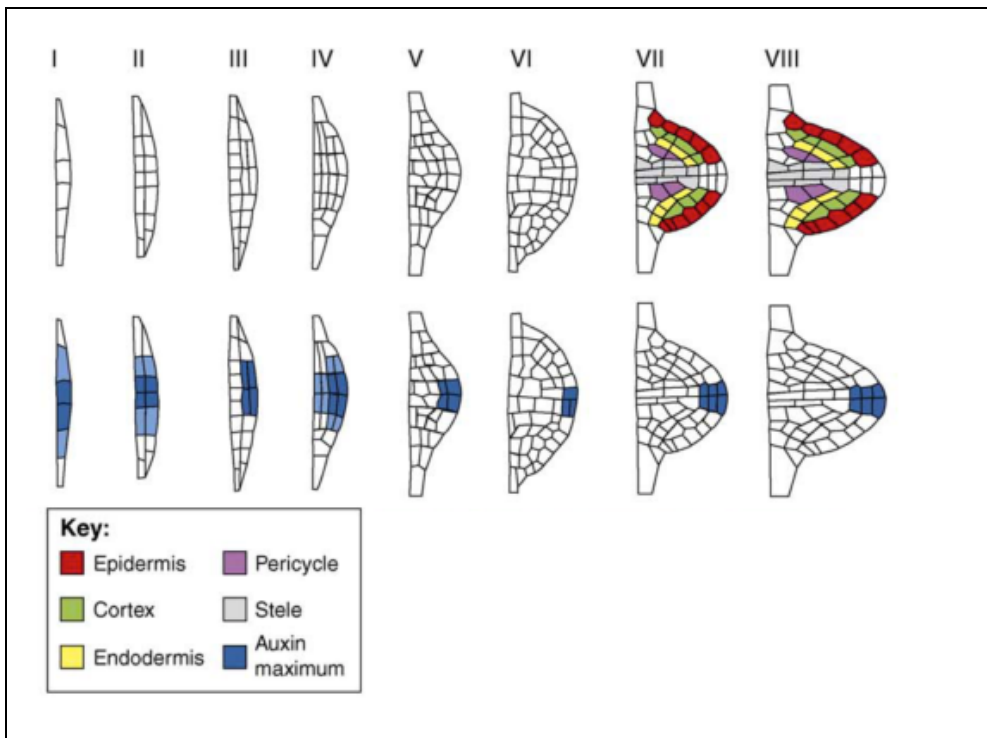 I II III IV V VI VII VIII
Key:
Epidermis Pericycle
Cortex Stele
Endodermis Auxin
maximum